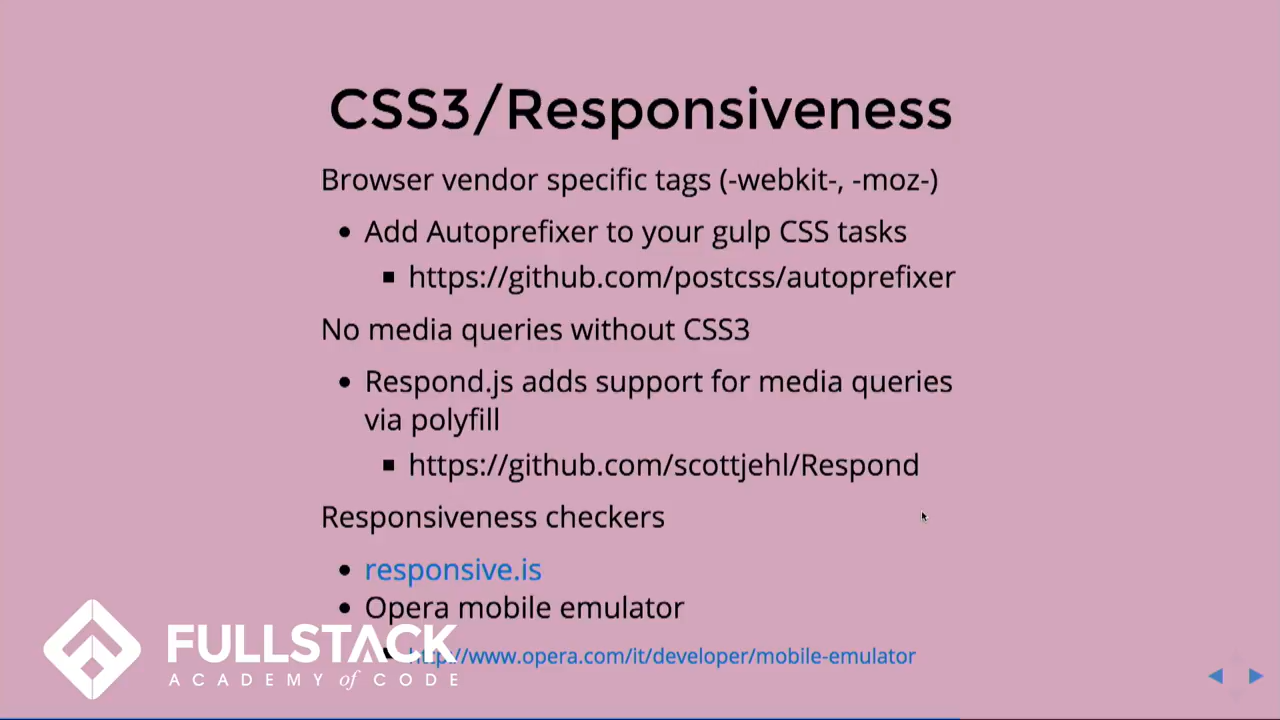 CSS3/Responsiveness
Browser vendor specific tags (-webkit-, -moz-)
Add Autoprefixer to your gulp CSS tasks
https://github.com/postcss/autoprefixer
No media queries without CSS3
Respond.js adds support for media queries
via polyfill
https://github.com/scottjehl/Respond
Responsiveness checkers
responsive.is
Opera mobile emulator
http://www.opera.com/it/developer/mobile-emulator
FULLSTACK
ACADEMY of CODE